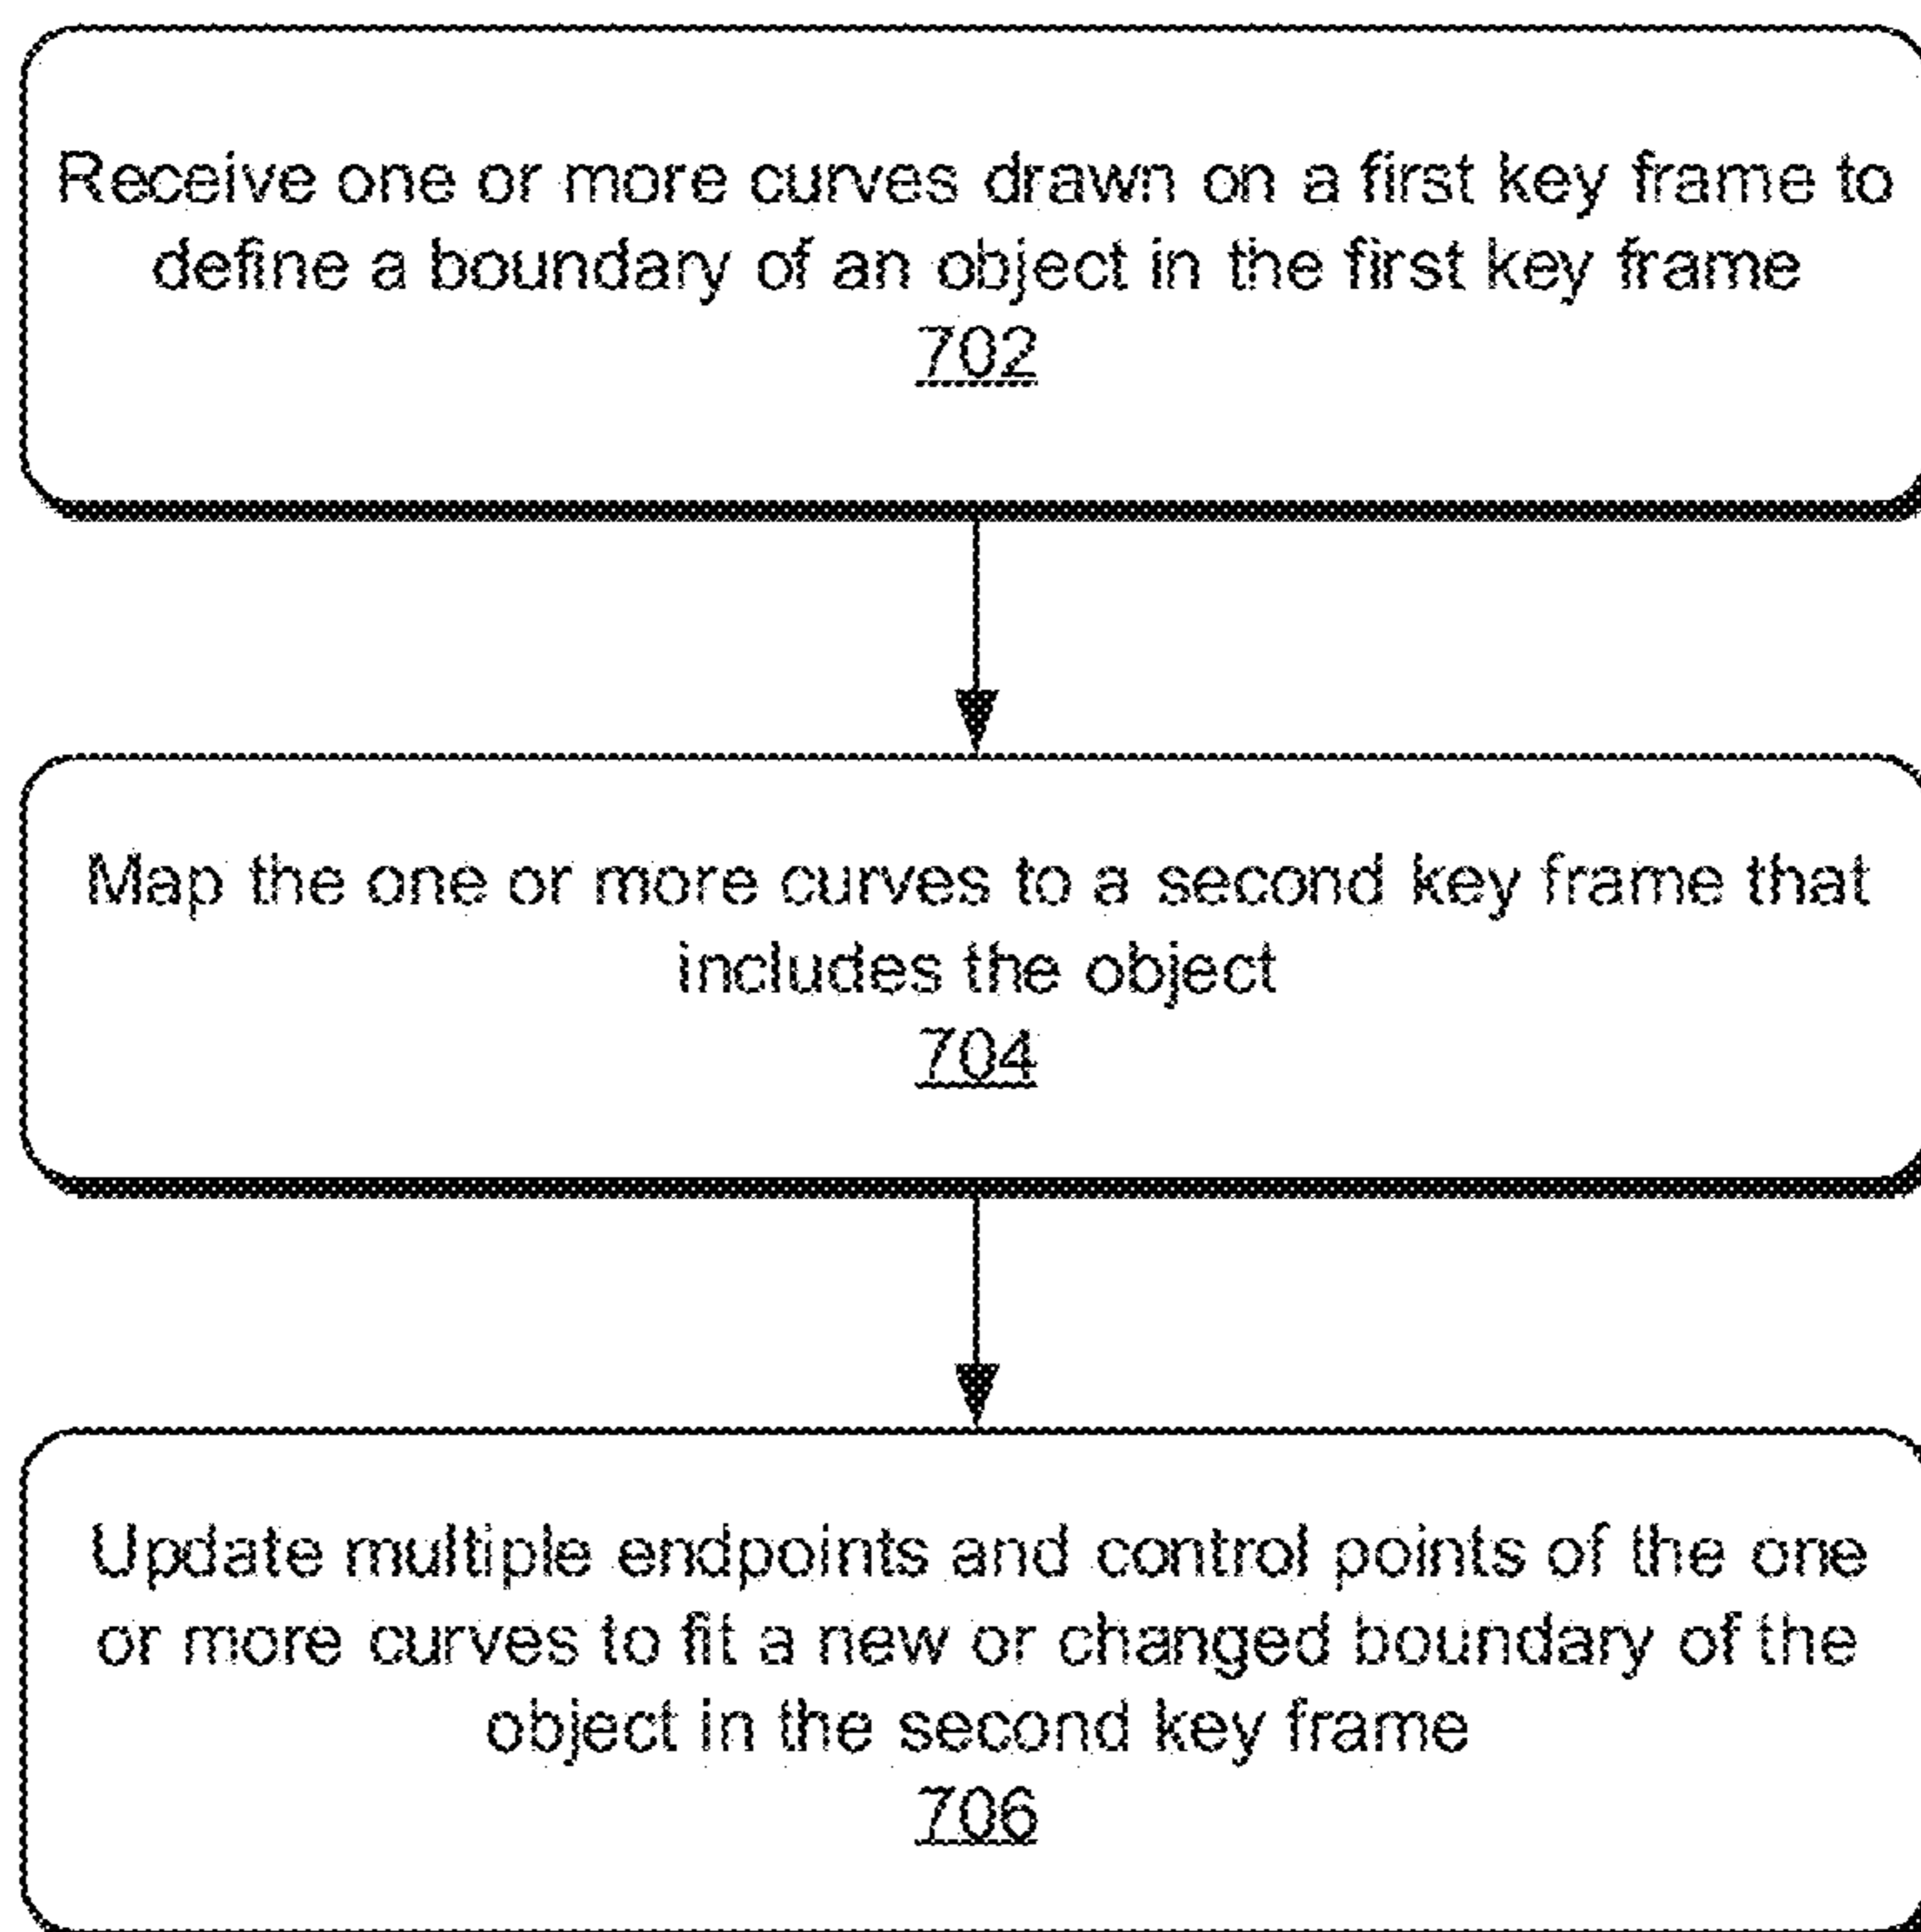 Receive one or more curves drawn on a first key frame to
define a boundary of an object in the first key frame
702
Map the one or more curves to a second key frame that
includes the object
704
Update multiple endpoints and control points of the one
or more curves to fit a new or changed boundary of the
object in the second key frame
706